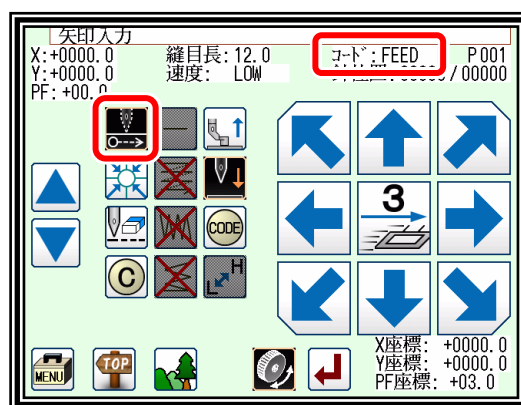 矢印入力
X:+0000.0 縫目長:12.0 コード:FEED P001
Y:+0000.0 速度: LOW / 00000
PF:+00.0
CODE
C
H
L
3
MENU
TOP
X座標: +0000.0
Y座標: +0000.0
PF座標: +03.0